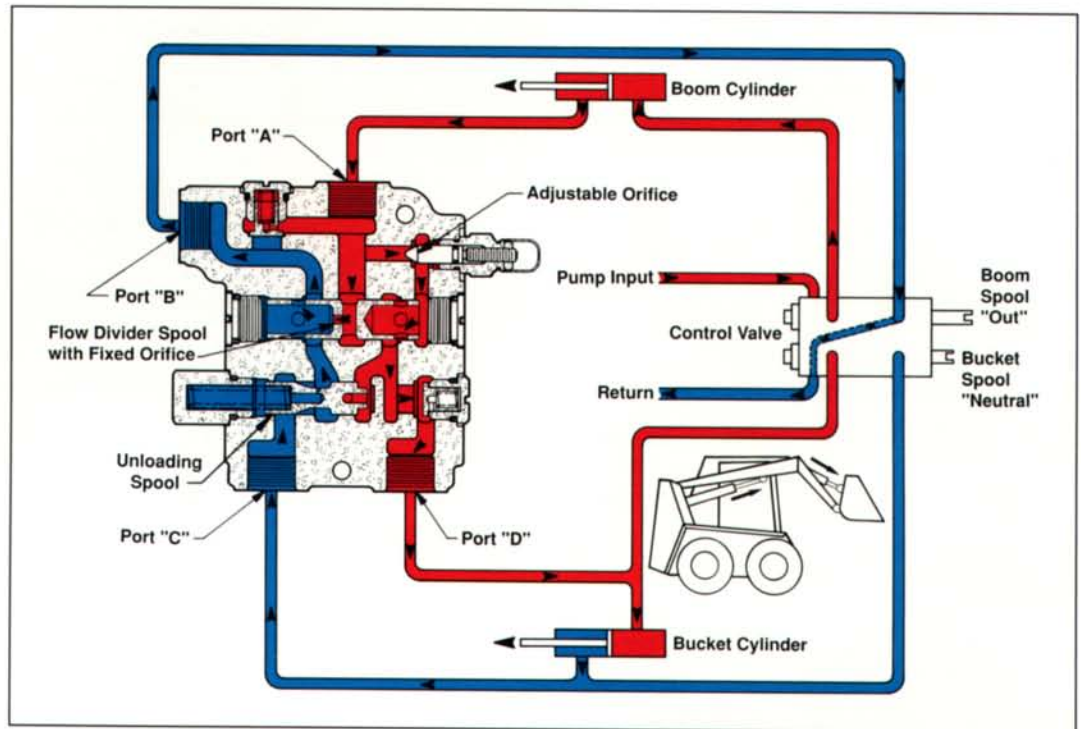 Boom Cylinder
Port "A"
Adjustable Orifice
Pump Input
Boom
Spool
"Out"
Port "B"
Control Valve
Flow Divider Spool
with Fixed Orifice
Bucket
Spool
"Neutral"
Return
Unloading
Spool
Port "C"
Port "D"
Bucket Cylinder